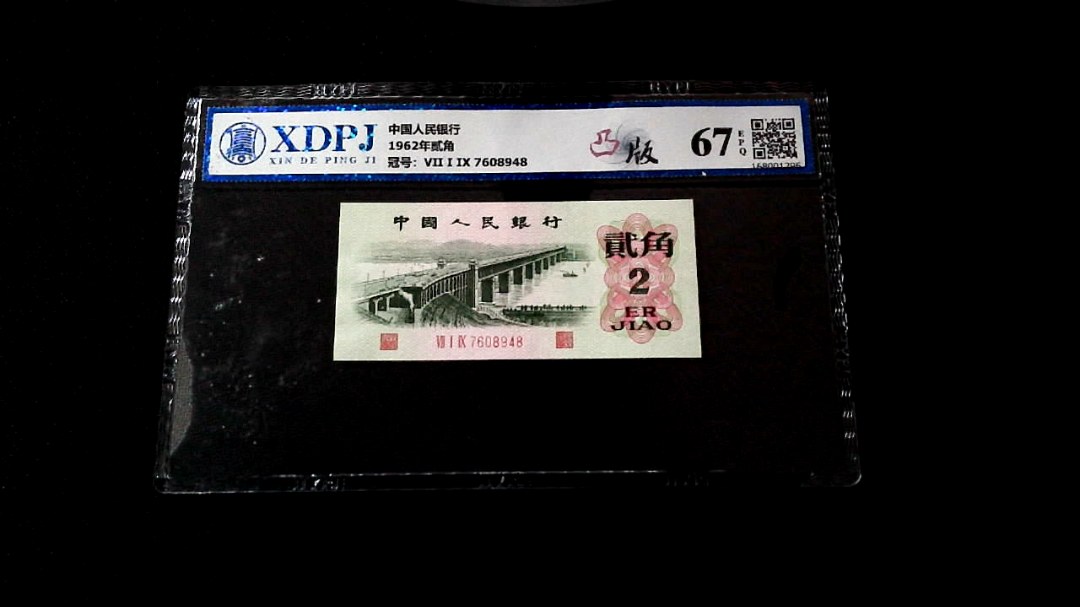 XDPJ
XIN DE PING JI
中国人民银行
1962年贰角
冠号：VII I IX 7608948
凸版
67
EPQ
中國人民銀行
貳角
2
ER
JIAO
VII I IX 7608948